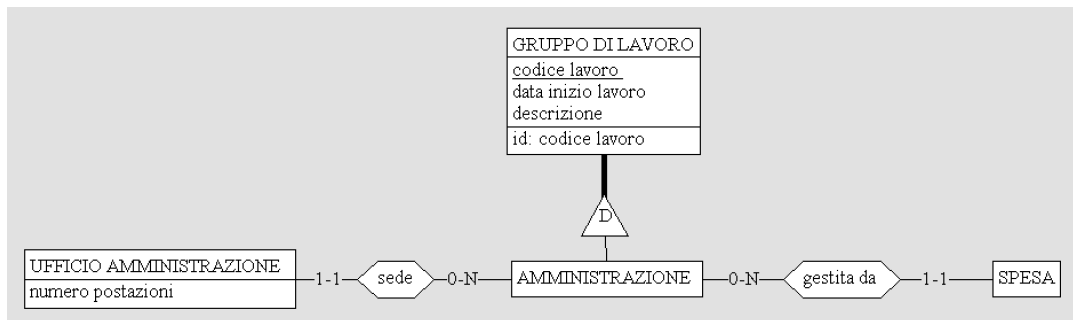 GRUPPO DI LAVORO
codice lavoro
data inizio lavoro
descrizione
id: codice lavoro
D
UFFICIO AMMINISTRAZIONE
numero postazioni
1-1
sede
0-N
AMMINISTRAZIONE
0-N
gestita da
1-1
SPESA